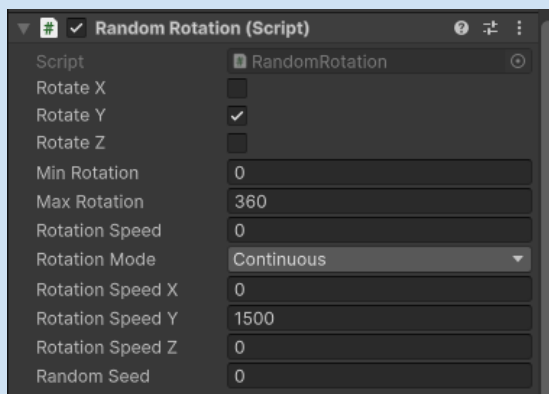 # Random Rotation (Script)
Script # RandomRotation
Rotate X
Rotate Y
Rotate Z
Min Rotation 0
Max Rotation 360
Rotation Speed 0
Rotation Mode Continuous
Rotation Speed X 0
Rotation Speed Y 1500
Rotation Speed Z 0
Random Seed 0